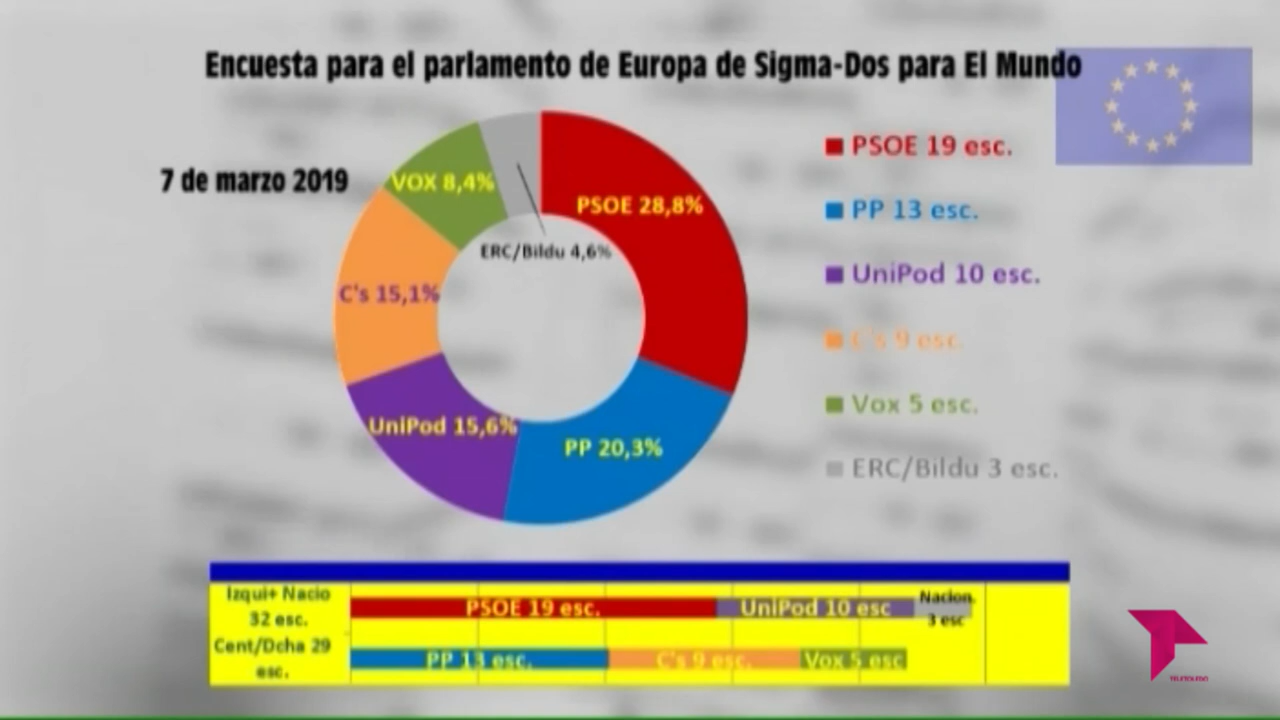 Encuesta para el parlamento de Europa de Sigma-Dos para El Mundo
7 de marzo 2019
VOX 8,4%
PSOE 28,8%
ERC/Bildu 4,6%
C's 15,1%
UniPod 15,6%
PP 20,3%
PSOE 19 esc.
PP 13 esc.
UniPod 10 esc.
C's 9 esc.
Vox 5 esc.
ERC/Bildu 3 esc.
Izqui+ Nacio
32 esc.
PSOE 19 esc.
UniPod 10 esc
Nacion.
3 esc
Cent/Dcha 29
esc.
PP 13 esc.
C's 9 esc.
Vox 5 esc
TELETOLEDO